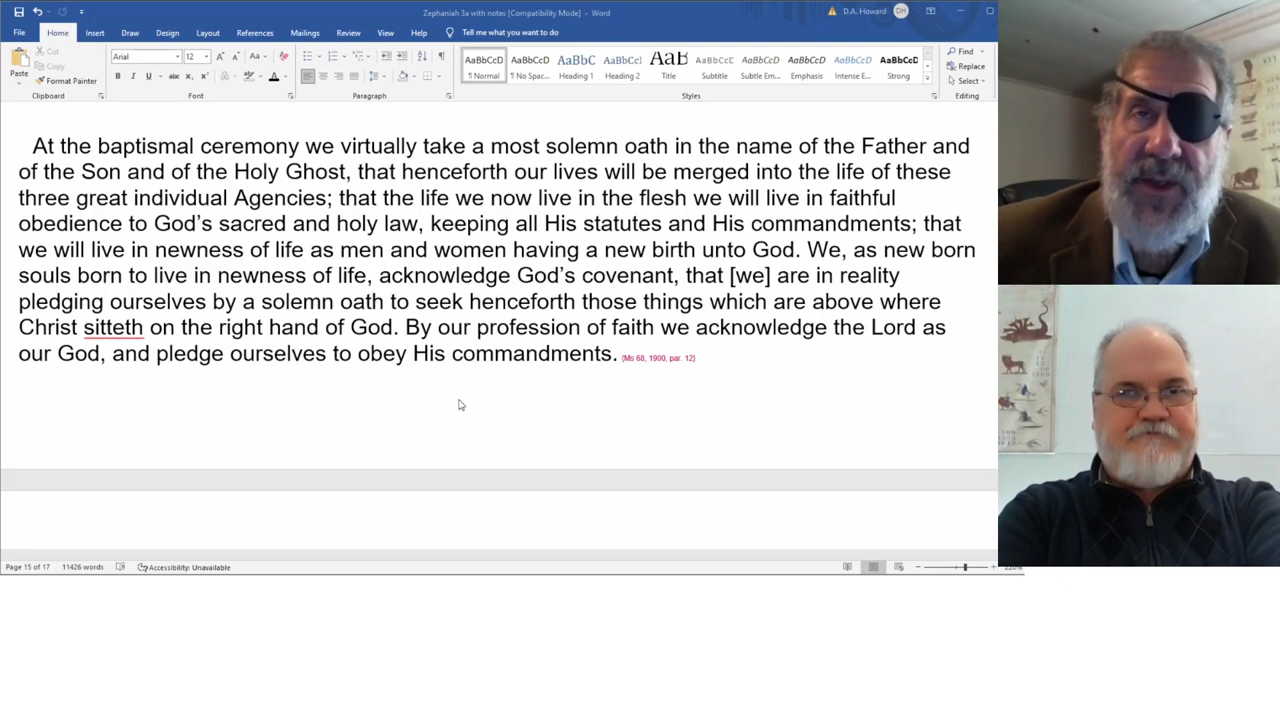 Zephaniah 3a with notes [Compatibility Mode] - Word
D.A. Howard
DH
File Home Insert Draw Design Layout References Mailings Review View Help Tell me what you want to do
Paste
Cut
Copy
Format Painter
Clipboard
Arial 12
Font
Paragraph
AaBbCcD AaBbCcD AaBbC AaBbCcI AaB AaBbCcD AaBbCcD AaBbCcD AaBbCcD AaBbCcD
¶ Normal ¶ No Spac... Heading 1 Heading 2 Title Subtitle Subtle Em... Emphasis Intense E... Strong
Styles
Find
Replace
Select
Editing
At the baptismal ceremony we virtually take a most solemn oath in the name of the Father and
of the Son and of the Holy Ghost, that henceforth our lives will be merged into the life of these
three great individual Agencies; that the life we now live in the flesh we will live in faithful
obedience to God’s sacred and holy law, keeping all His statutes and His commandments; that
we will live in newness of life as men and women having a new birth unto God. We, as new born
souls born to live in newness of life, acknowledge God’s covenant, that [we] are in reality
pledging ourselves by a solemn oath to seek henceforth those things which are above where
Christ sitteth on the right hand of God. By our profession of faith we acknowledge the Lord as
our God, and pledge ourselves to obey His commandments. {Ms 68, 1900, par. 12}
Page 15 of 17 11426 words Accessibility: Unavailable